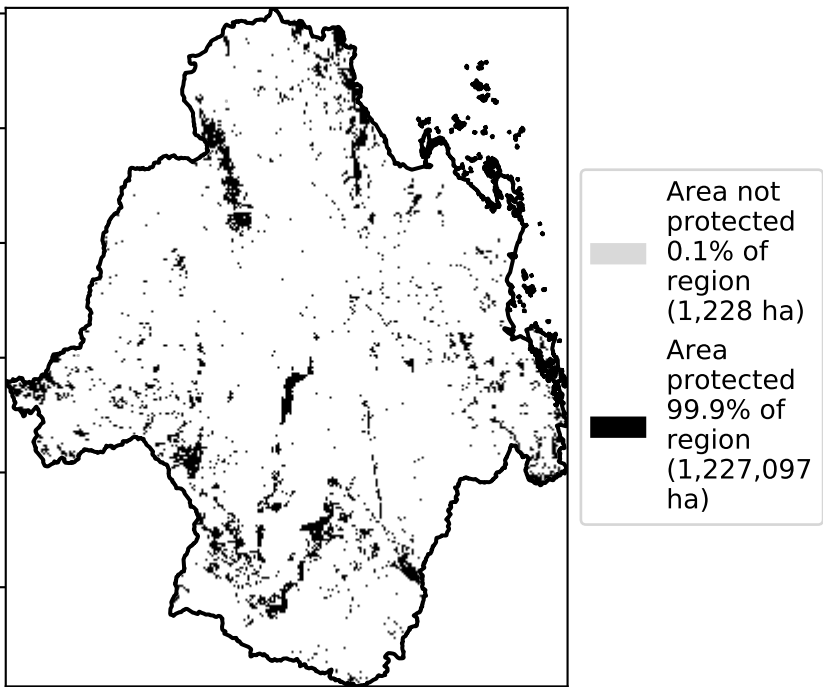 Area not
protected
0.1% of
region
(1,228 ha)
Area
protected
99.9% of
region
(1,227,097
ha)